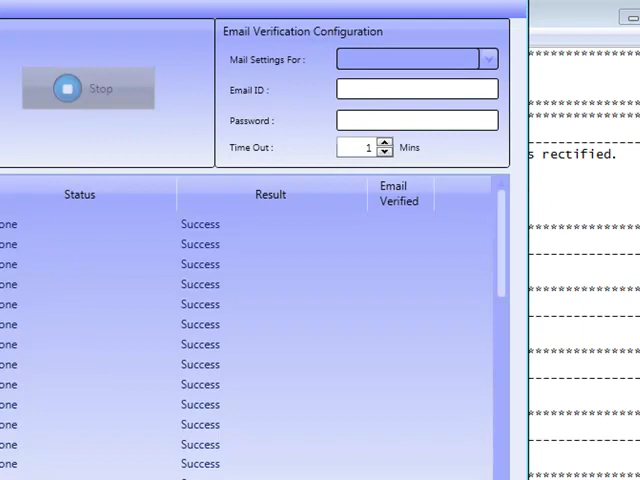 Email Verification Configuration
Mail Settings For :
Stop
Email ID :
Password :
Time Out : 1 Mins
s rectified.
Status Result Email Verified
one Success
one Success
one Success
one Success
one Success
one Success
one Success
one Success
one Success
one Success
one Success
one Success
one Success